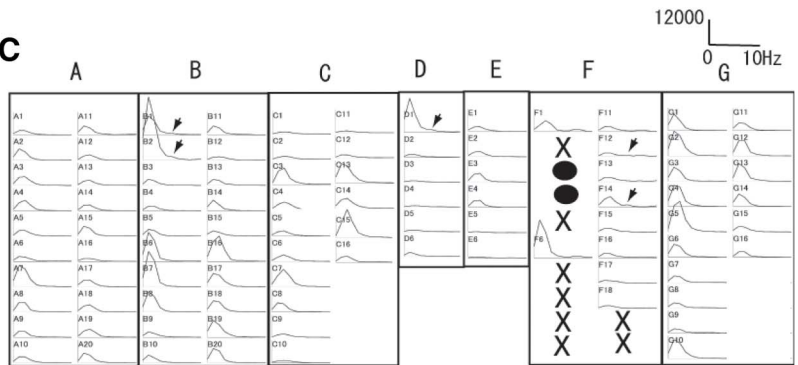 12000
C
0 10Hz
A B C D E F G
A1 A11 B1 B11 C1 C11 D1 E1 F1 F11 G1 G11
A2 A12 B2 B12 C2 C12 D2 E2 X F12 G2 G12
A3 A13 B3 B13 C3 C13 D3 E3 F13 G3 G13
A4 A14 B4 B14 C4 C14 D4 E4 F14 G4 G14
A5 A15 B5 B15 C5 C15 D5 E5 X F15 G5 G15
A6 A16 B6 B16 C6 C16 D6 E6 F6 F16 G6 G16
A7 A17 B7 B17 C7 X F17 G7
A8 A18 B8 B18 C8 X F18 G8
A9 A19 B9 B19 C9 X X G9
A10 A20 B10 B20 C10 X X G10